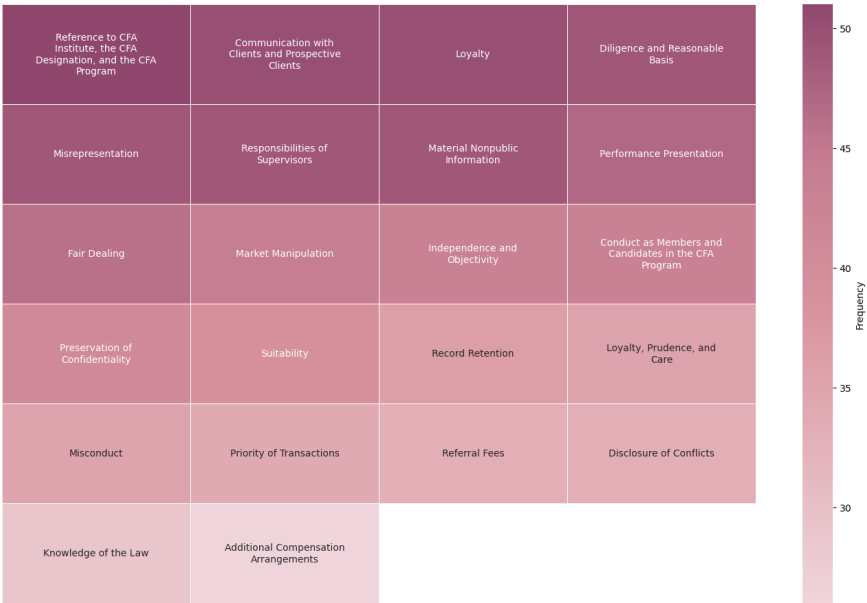 Reference to CFA
Institute, the CFA
Designation, and the CFA
Program
Communication with
Clients and Prospective
Clients
Loyalty
Diligence and Reasonable
Basis
Misrepresentation
Responsibilities of
Supervisors
Material Nonpublic
Information
Performance Presentation
Fair Dealing
Market Manipulation
Independence and
Objectivity
Conduct as Members and
Candidates in the CFA
Program
Preservation of
Confidentiality
Suitability
Record Retention
Loyalty, Prudence, and
Care
Misconduct
Priority of Transactions
Referral Fees
Disclosure of Conflicts
Knowledge of the Law
Additional Compensation
Arrangements
50
45
40
35
30
Frequency